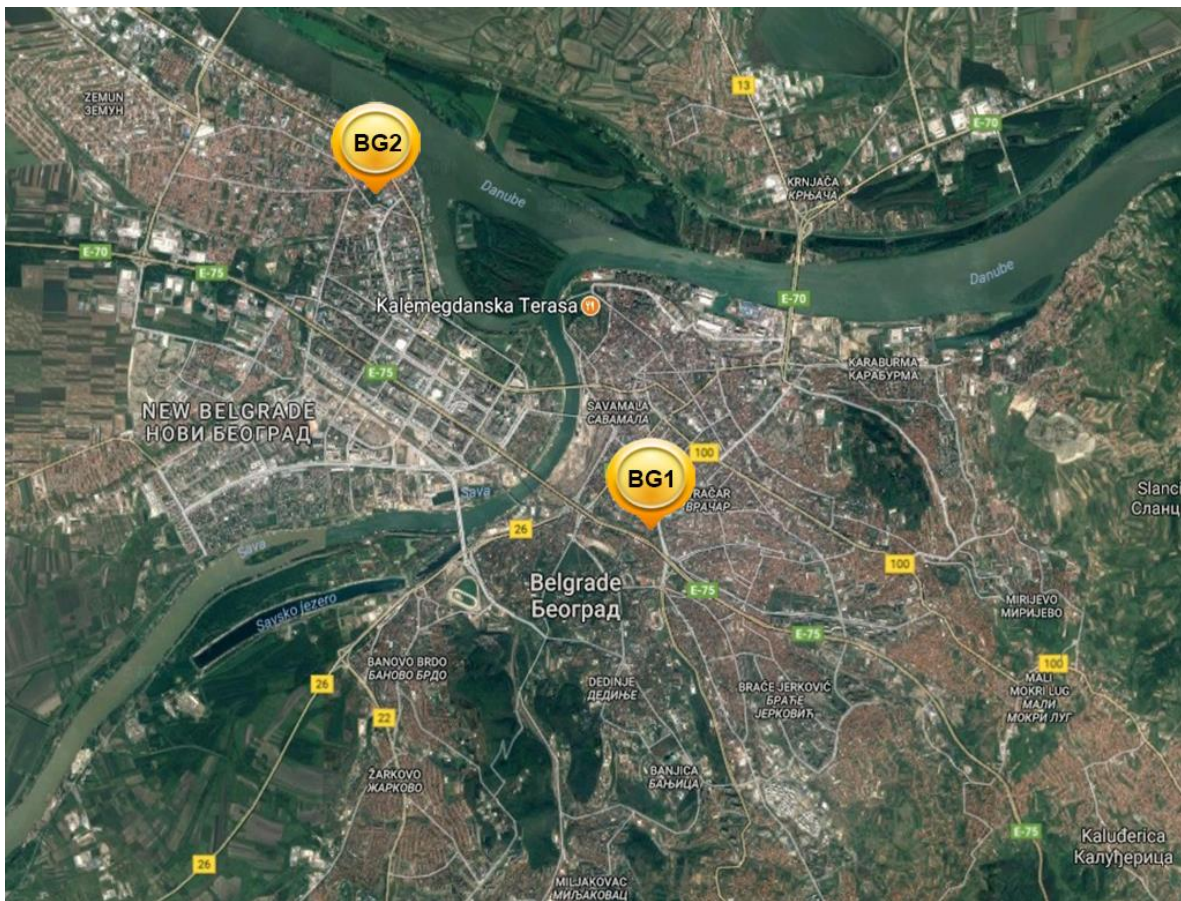 ZEMUN
ЗЕМУН
BG2
13
E-70
Danube
KRNJAČA
КРЊАЧА
E-70
E-75
Danube
E-70
Kalemegdanska Terasa
KARABURMA
КАРАБУРМА
E-75
NEW BELGRADE
НОВИ БЕОГРАД
SAVAMALA
САВАМАЛА
100
BG1
RAČAR
ВРАЧАР
Slanci
Сланц
Sava
26
Sava
100
Belgrade
Београд
E-75
Savsko jezero
MIRIJEVO
МИРИЈЕВО
E-75
BANOVO BRDO
БАНОВО БРДО
26
DEDINJE
ДЕДИЊЕ
BRAĆE JERKOVIĆ
БРАЋЕ
ЈЕРКОВИЋ
100
MALI
MOKRI LUG
МАЛИ
МОКРИ ЛУГ
22
ŽARKOVO
ЖАРКОВО
BANJICA
БАЊИЦА
E-75
Kaluđerica
Калуђерица
26
MILJAKOVAC
МИЉАКОВАЦ